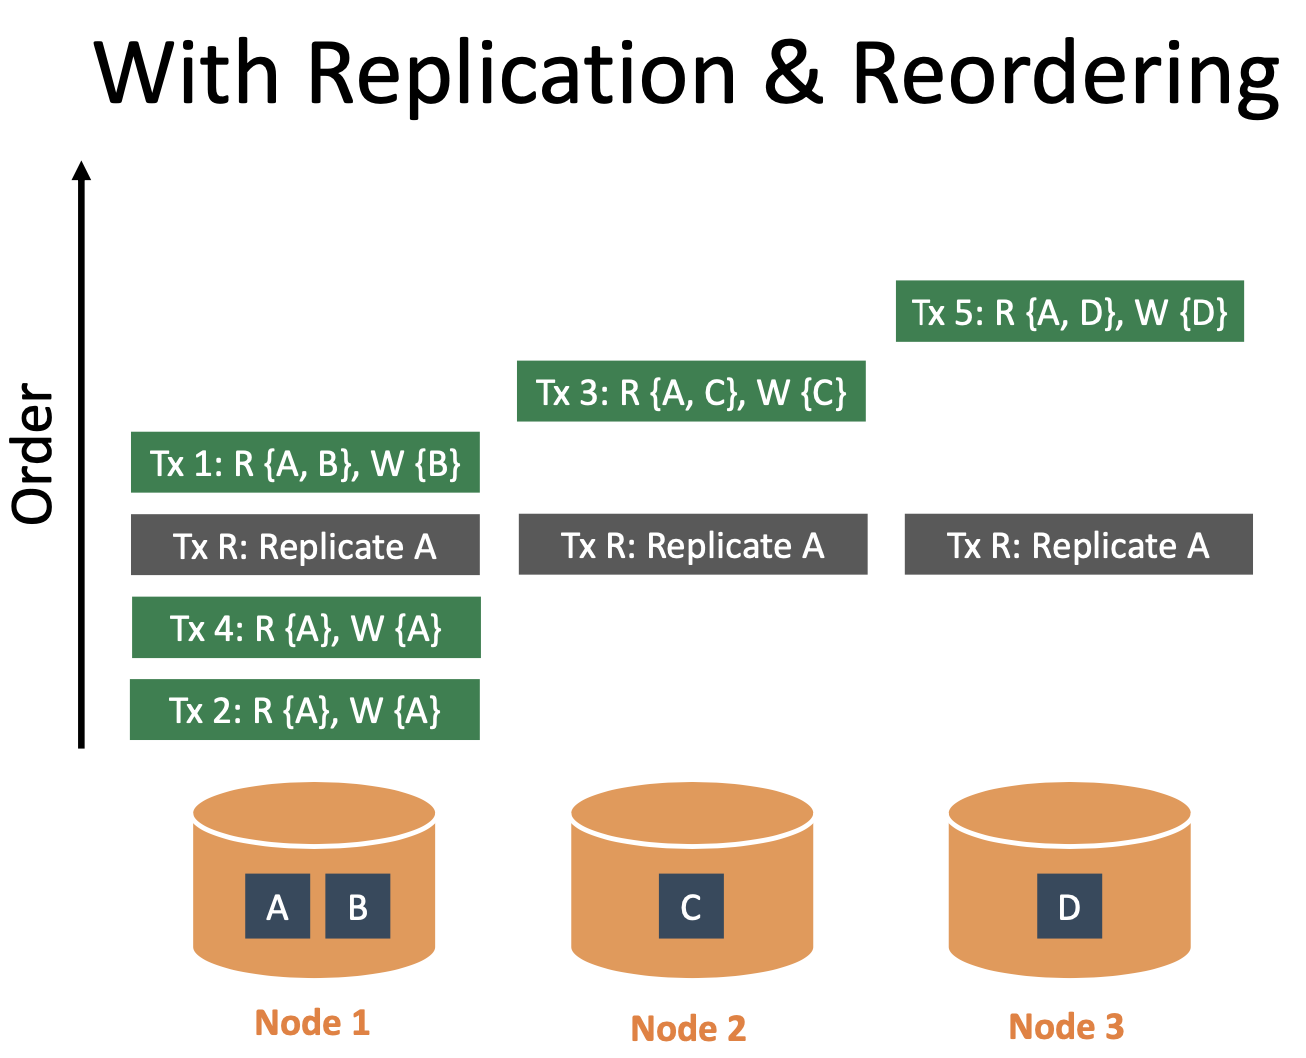 With Replication & Reordering
Order
Tx 5: R {A, D}, W {D}
Tx 3: R {A, C}, W {C}
Tx 1: R {A, B}, W {B}
Tx R: Replicate A
Tx R: Replicate A
Tx R: Replicate A
Tx 4: R {A}, W {A}
Tx 2: R {A}, W {A}
A
B
C
D
Node 1
Node 2
Node 3